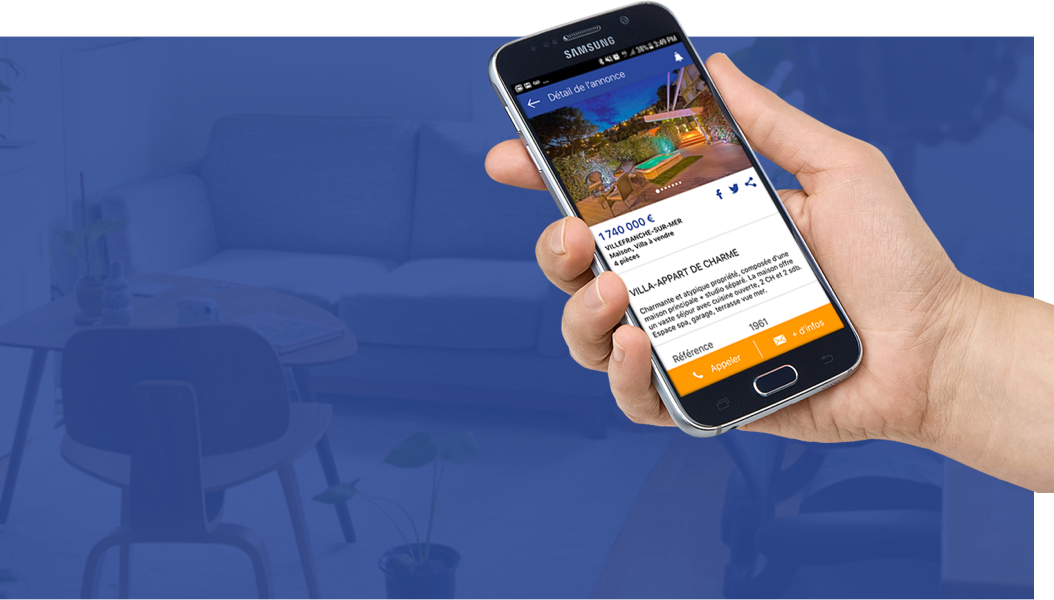 SAMSUNG
38% 3:49 PM
Détail de l'annonce
1 740 000 €
VILLEFRANCHE-SUR-MER
Maison, Villa à vendre
4 pièces
VILLA-APPART DE CHARME
Charmante et atypique propriété, composée d'une
maison principale + studio séparé. La maison offre
un vaste séjour avec cuisine ouverte, 2 CH et 2 sdb.
Espace spa, garage, terrasse vue mer.
Référence 1961
Appeler + d'infos